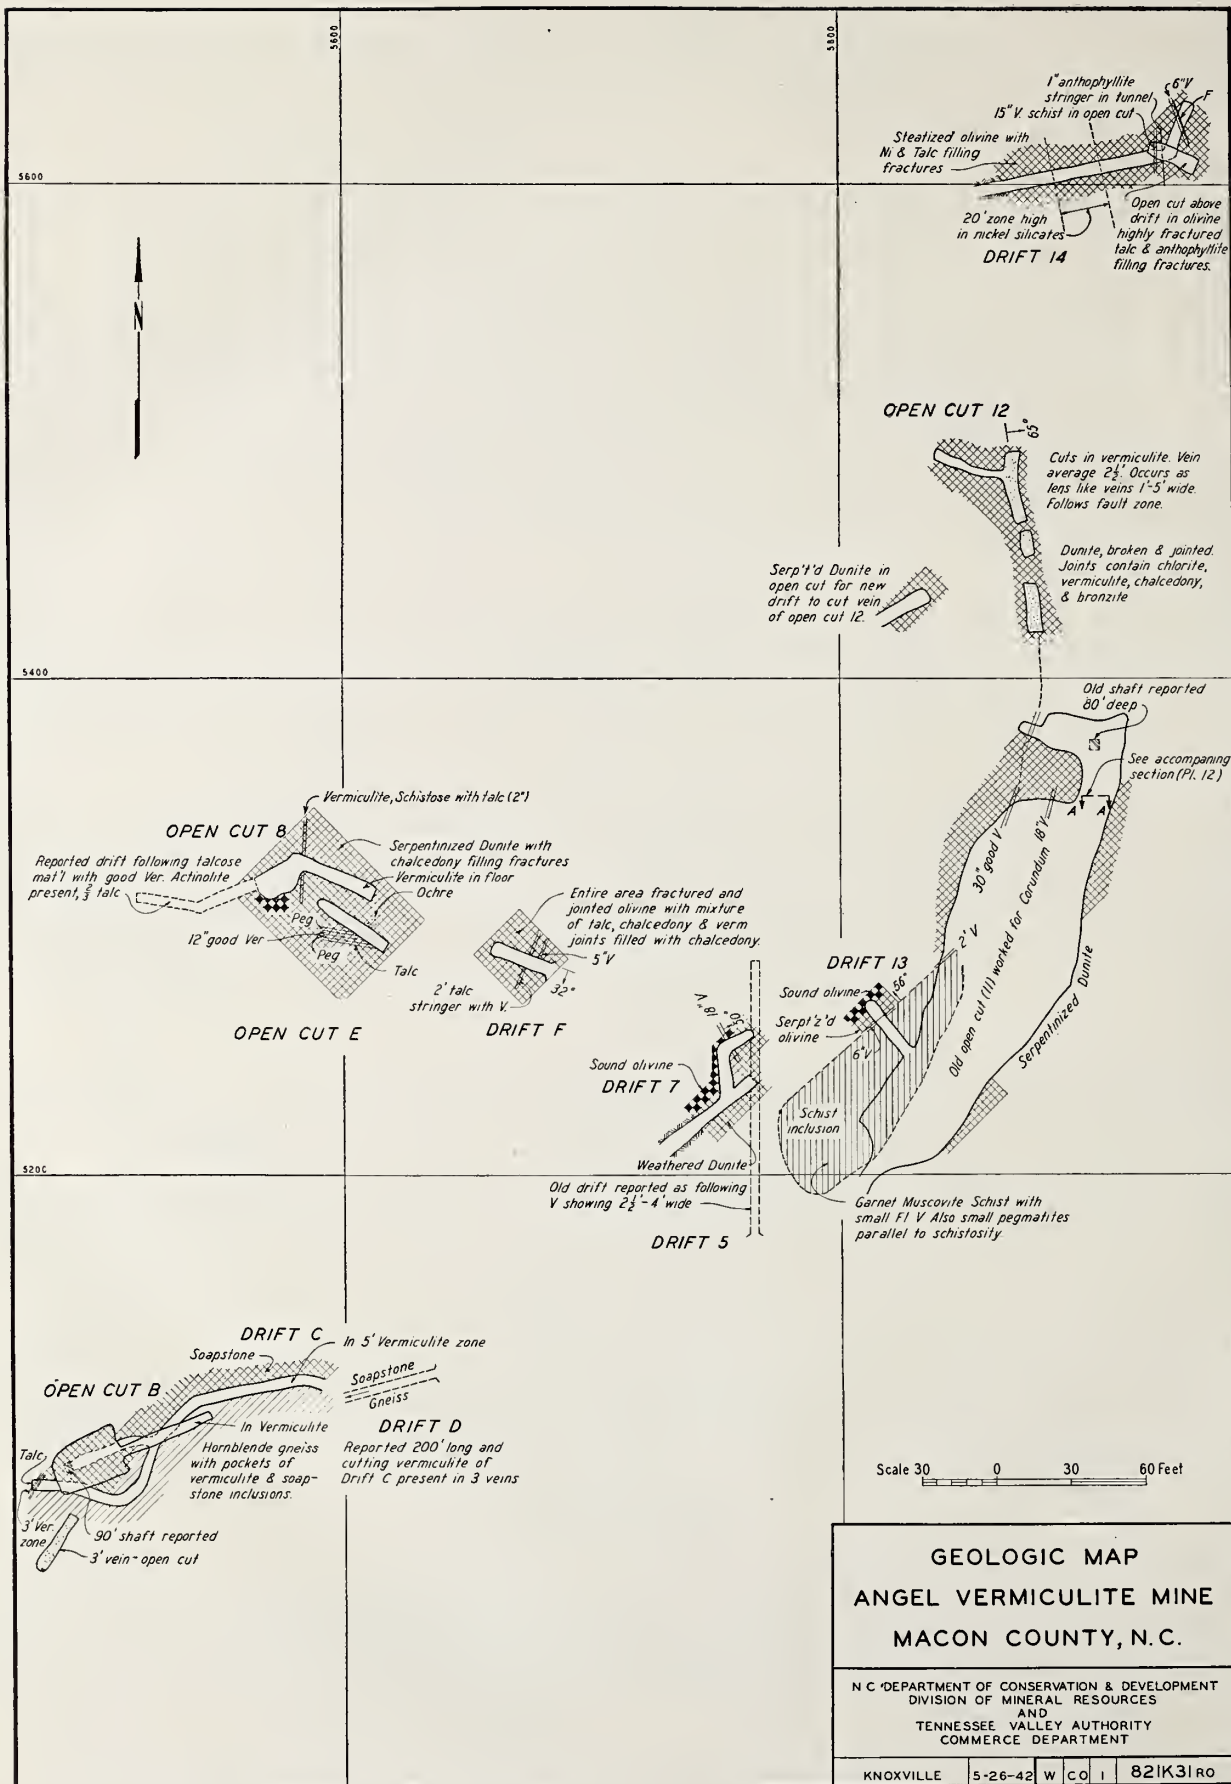 5600
5800
1" anthophyllite
stringer in tunnel
15" V. schist in open cut
6" V
F
Steatized olivine with
Ni & Talc filling
fractures
5600
20' zone high
in nickel silicates
DRIFT 14
Open cut above
drift in olivine
highly fractured
talc & anthophyllite
filling fractures.
N
OPEN CUT 12
65°
Cuts in vermiculite. Vein
average 2½'. Occurs as
lens like veins 1'-5' wide.
Follows fault zone.
Dunite, broken & jointed.
Joints contain chlorite,
vermiculite, chalcedony,
& bronzite
Serp't'd Dunite in
open cut for new
drift to cut vein
of open cut 12.
5400
Old shaft reported
80' deep
See accompaning
section (Pl. 12)
A A'
30" good V
18" V
2' V
Old open cut (11) worked for Corundum
Serpentinized Dunite
Vermiculite, Schistose with talc (2")
OPEN CUT 8
Reported drift following talcose
mat'l with good Ver. Actinolite
present, ⅔ talc
Serpentinized Dunite with
chalcedony filling fractures
Vermiculite in floor
Ochre
Peg
12" good Ver
Peg
Talc
OPEN CUT E
Entire area fractured and
jointed olivine with mixture
of talc, chalcedony & verm
joints filled with chalcedony.
5" V
32°
2' talc
stringer with V.
DRIFT F
DRIFT 13
56°
Sound olivine
Serpt'z'd
olivine
6" V
18" V
50°
Sound olivine
DRIFT 7
Schist
inclusion
Weathered Dunite
5200
Old drift reported as following
V showing 2½'-4' wide
DRIFT 5
Garnet Muscovite Schist with
small Fl V Also small pegmatites
parallel to schistosity.
DRIFT C
In 5' Vermiculite zone
Soapstone
Soapstone
Gneiss
OPEN CUT B
In Vermiculite
DRIFT D
Hornblende gneiss
with pockets of
vermiculite & soap-
stone inclusions.
Reported 200' long and
cutting vermiculite of
Drift C present in 3 veins
Talc
3' Ver.
zone
90' shaft reported
3' vein-open cut
Scale 30 0 30 60 Feet
GEOLOGIC MAP
ANGEL VERMICULITE MINE
MACON COUNTY, N.C.
N C DEPARTMENT OF CONSERVATION & DEVELOPMENT
DIVISION OF MINERAL RESOURCES
AND
TENNESSEE VALLEY AUTHORITY
COMMERCE DEPARTMENT
KNOXVILLE 5-26-42 W CO 1 821K31 RO